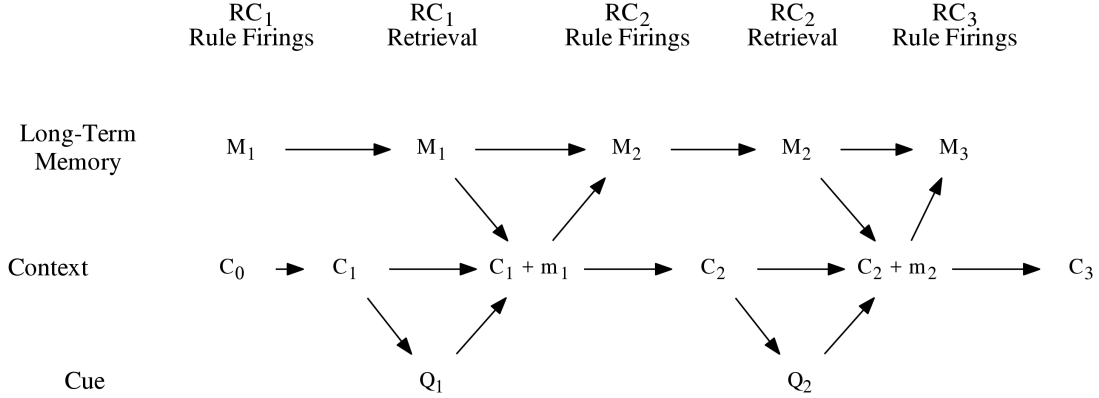 RC1 RC1 RC2 RC2 RC3
Rule Firings Retrieval Rule Firings Retrieval Rule Firings
Long-Term
Memory
M1 M1 M2 M2 M3
Context C0 C1 C1 + m1 C2 C2 + m2 C3
Cue Q1 Q2